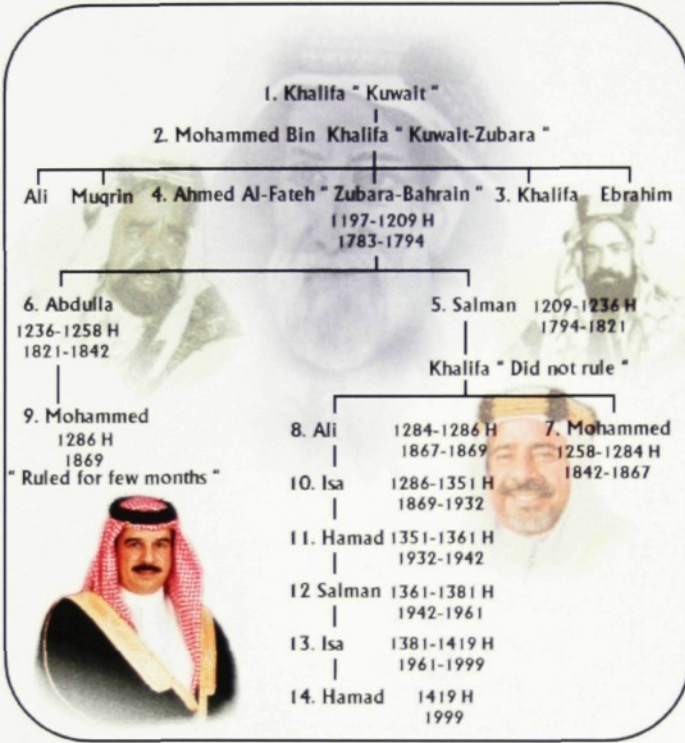 1. Khalifa " Kuwait "
2. Mohammed Bin Khalifa " Kuwait-Zubara "
Ali Muqrin 4. Ahmed Al-Fateh " Zubara-Bahrain " 3. Khalifa Ebrahim
1197-1209 H
1783-1794
6. Abdulla
1236-1258 H
1821-1842
5. Salman 1209-1236 H
1794-1821
Khalifa " Did not rule "
9. Mohammed
1286 H
1869
" Ruled for few months "
8. Ali 1284-1286 H
1867-1869
7. Mohammed
1258-1284 H
1842-1867
10. Isa 1286-1351 H
1869-1932
11. Hamad 1351-1361 H
1932-1942
12 Salman 1361-1381 H
1942-1961
13. Isa 1381-1419 H
1961-1999
14. Hamad 1419 H
1999